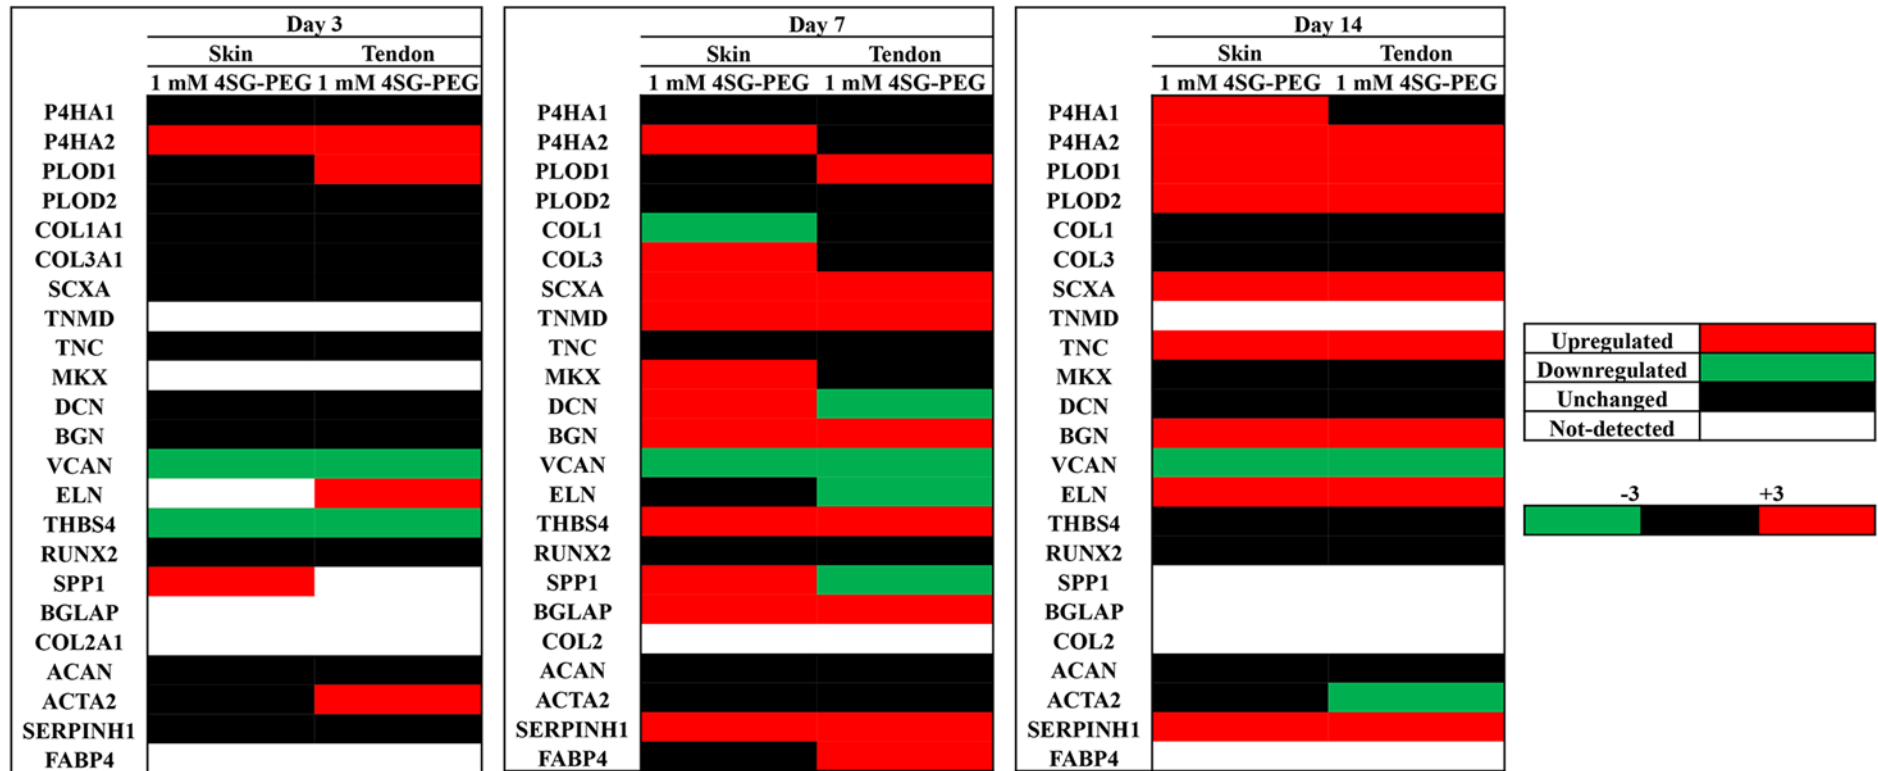 Day 3
Skin Tendon
1 mM 4SG-PEG 1 mM 4SG-PEG
P4HA1
P4HA2
PLOD1
PLOD2
COL1A1
COL3A1
SCXA
TNMD
TNC
MKX
DCN
BGN
VCAN
ELN
THBS4
RUNX2
SPP1
BGLAP
COL2A1
ACAN
ACTA2
SERPINH1
FABP4
Day 7
Skin Tendon
1 mM 4SG-PEG 1 mM 4SG-PEG
P4HA1
P4HA2
PLOD1
PLOD2
COL1
COL3
SCXA
TNMD
TNC
MKX
DCN
BGN
VCAN
ELN
THBS4
RUNX2
SPP1
BGLAP
COL2
ACAN
ACTA2
SERPINH1
FABP4
Day 14
Skin Tendon
1 mM 4SG-PEG 1 mM 4SG-PEG
P4HA1
P4HA2
PLOD1
PLOD2
COL1
COL3
SCXA
TNMD
TNC
MKX
DCN
BGN
VCAN
ELN
THBS4
RUNX2
SPP1
BGLAP
COL2
ACAN
ACTA2
SERPINH1
FABP4
Upregulated
Downregulated
Unchanged
Not-detected
-3 +3